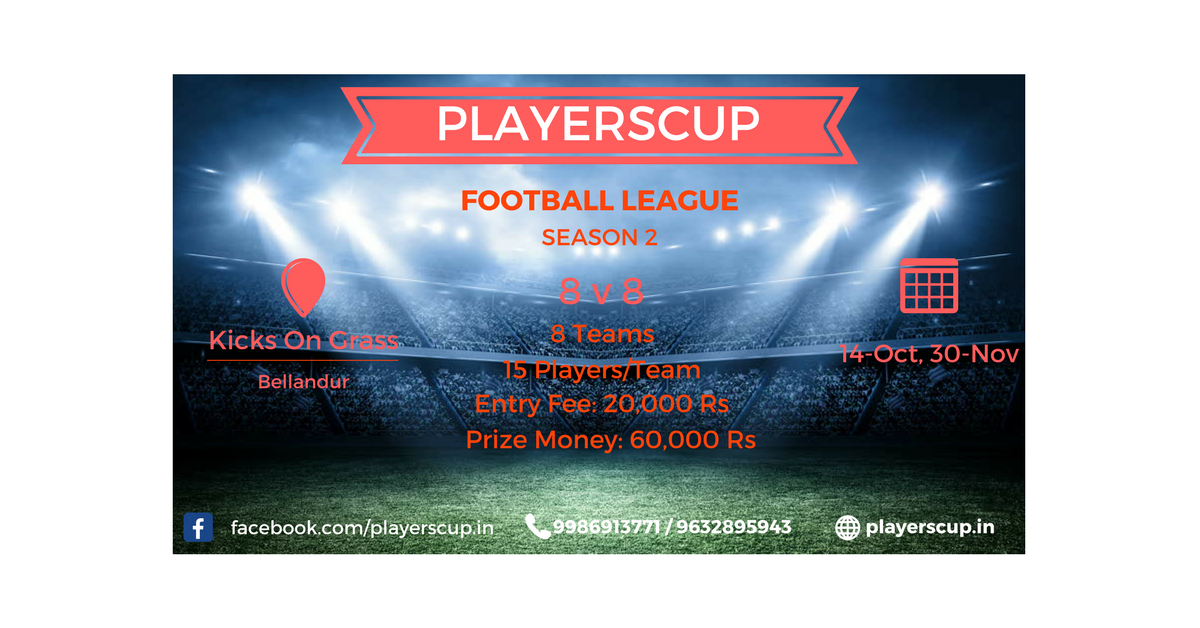 PLAYERSCUP
FOOTBALL LEAGUE
SEASON 2
8 v 8
8 Teams
15 Players/Team
Entry Fee: 20,000 Rs
Prize Money: 60,000 Rs
Kicks On Grass
Bellandur
14-Oct, 30-Nov
f facebook.com/playerscup.in
9986913771 / 9632895943
playerscup.in